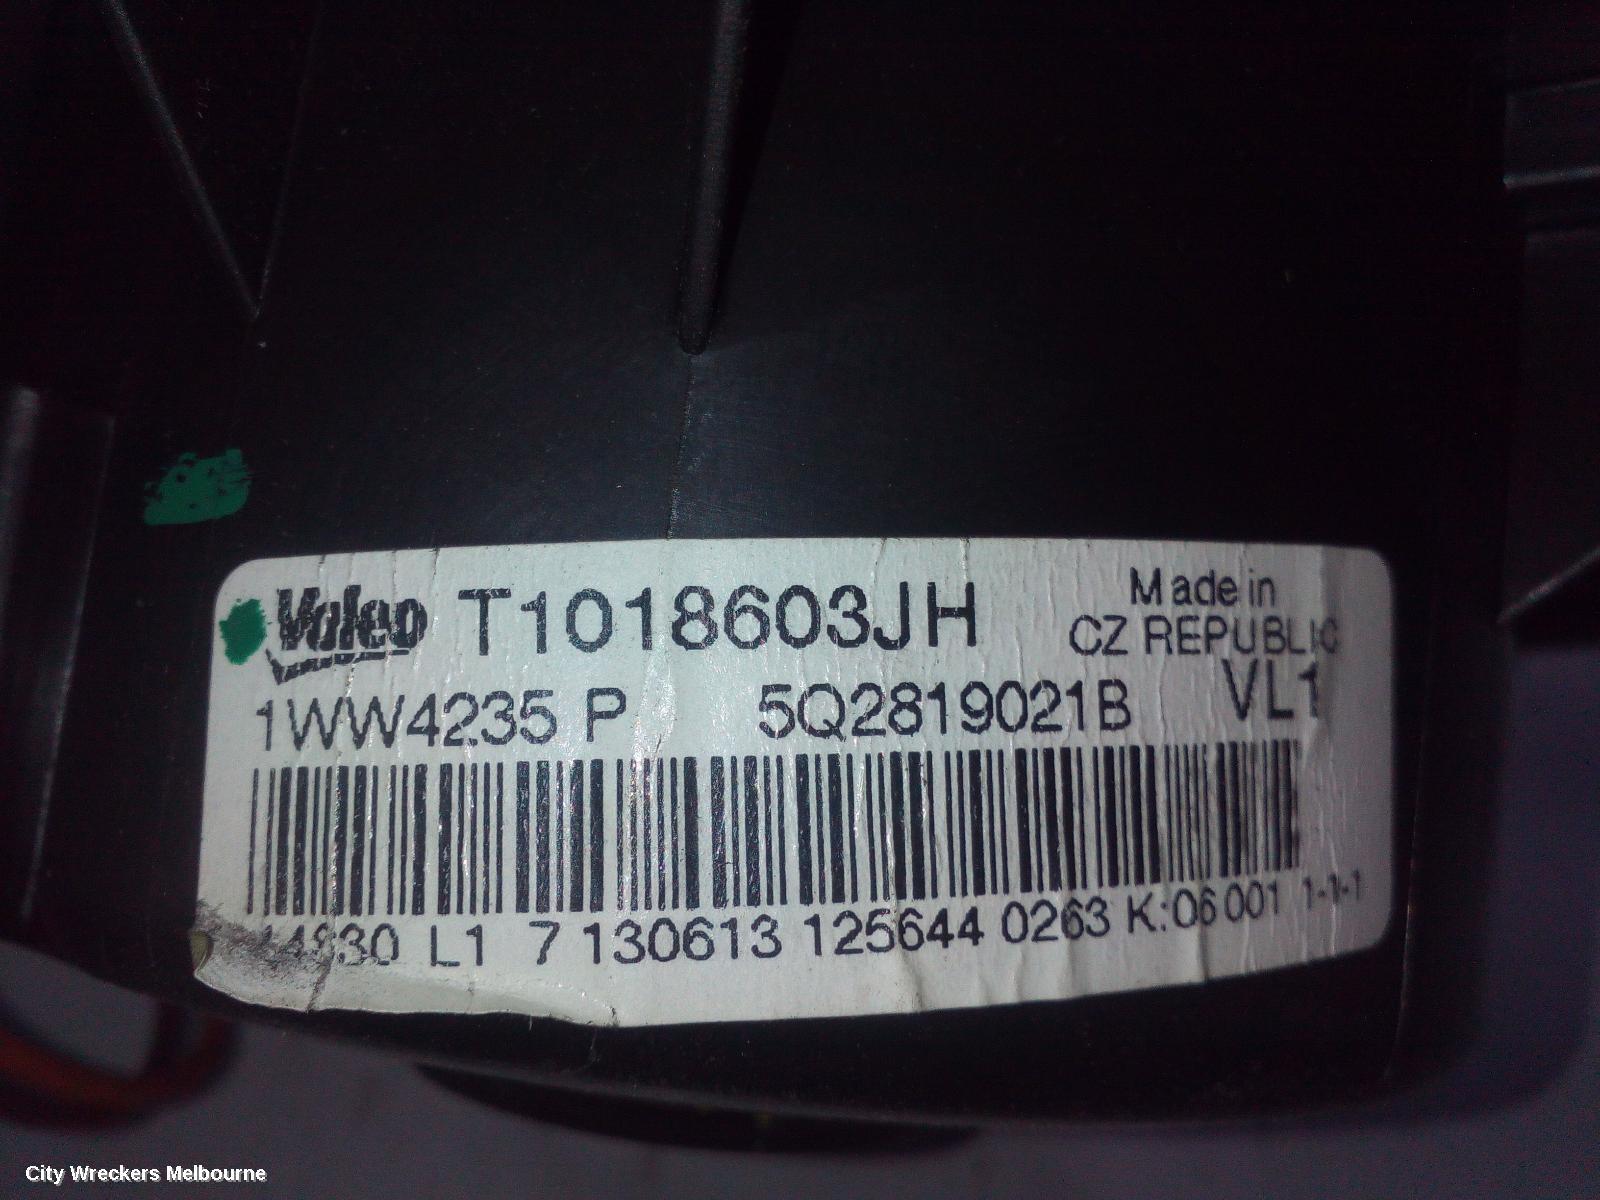 Valeo T1018603JH
Made in
CZ REPUBLIC
1WW4235 P 5Q2819021B VL1
L1 7 130613 125644 0263 K:06 001 1-1-1
City Wreckers Melbourne